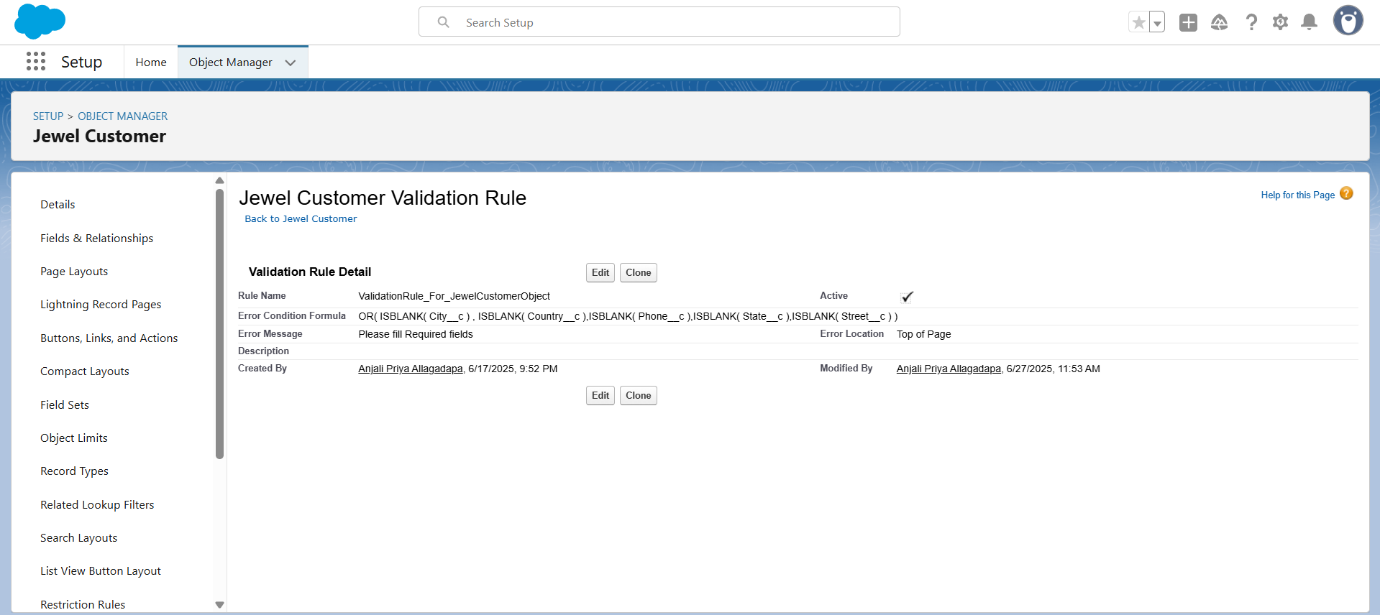 Search Setup
Setup
Home
Object Manager
SETUP > OBJECT MANAGER
Jewel Customer
Details
Fields & Relationships
Page Layouts
Lightning Record Pages
Buttons, Links, and Actions
Compact Layouts
Field Sets
Object Limits
Record Types
Related Lookup Filters
Search Layouts
List View Button Layout
Restriction Rules
Jewel Customer Validation Rule
Help for this Page ?
Back to Jewel Customer
Validation Rule Detail
Edit Clone
Rule Name ValidationRule_For_JewelCustomerObject Active
Error Condition Formula OR( ISBLANK( City__c ) , ISBLANK( Country__c ),ISBLANK( Phone__c ),ISBLANK( State__c ),ISBLANK( Street__c ) )
Error Message Please fill Required fields Error Location Top of Page
Description
Created By Anjali Priya Allagadapa, 6/17/2025, 9:52 PM Modified By Anjali Priya Allagadapa, 6/27/2025, 11:53 AM
Edit Clone